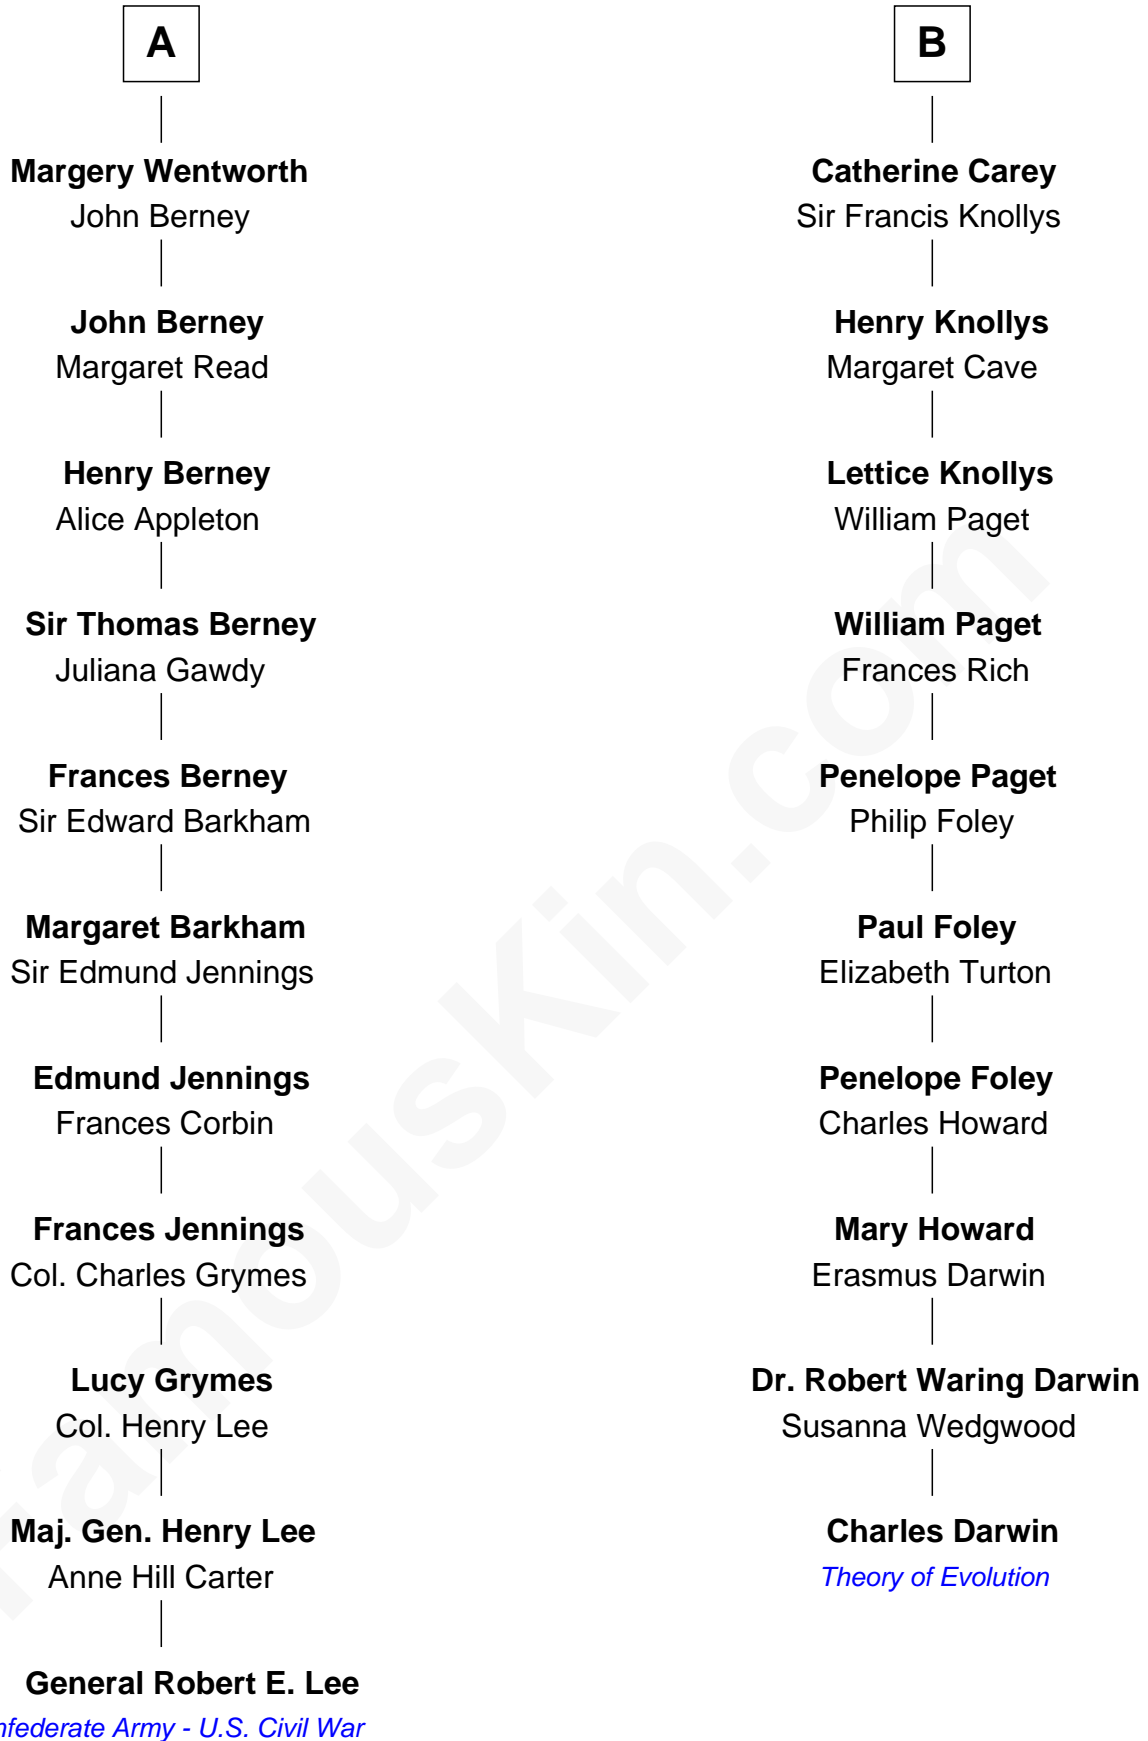 A
Margery Wentworth
John Berney
John Berney
Margaret Read
Henry Berney
Alice Appleton
Sir Thomas Berney
Juliana Gawdy
Frances Berney
Sir Edward Barkham
Margaret Barkham
Sir Edmund Jennings
Edmund Jennings
Frances Corbin
Frances Jennings
Col. Charles Grymes
Lucy Grymes
Col. Henry Lee
Maj. Gen. Henry Lee
Anne Hill Carter
General Robert E. Lee
nfederate Army - U.S. Civil War
B
Catherine Carey
Sir Francis Knollys
Henry Knollys
Margaret Cave
Lettice Knollys
William Paget
William Paget
Frances Rich
Penelope Paget
Philip Foley
Paul Foley
Elizabeth Turton
Penelope Foley
Charles Howard
Mary Howard
Erasmus Darwin
Dr. Robert Waring Darwin
Susanna Wedgwood
Charles Darwin
Theory of Evolution
FamousKin.com